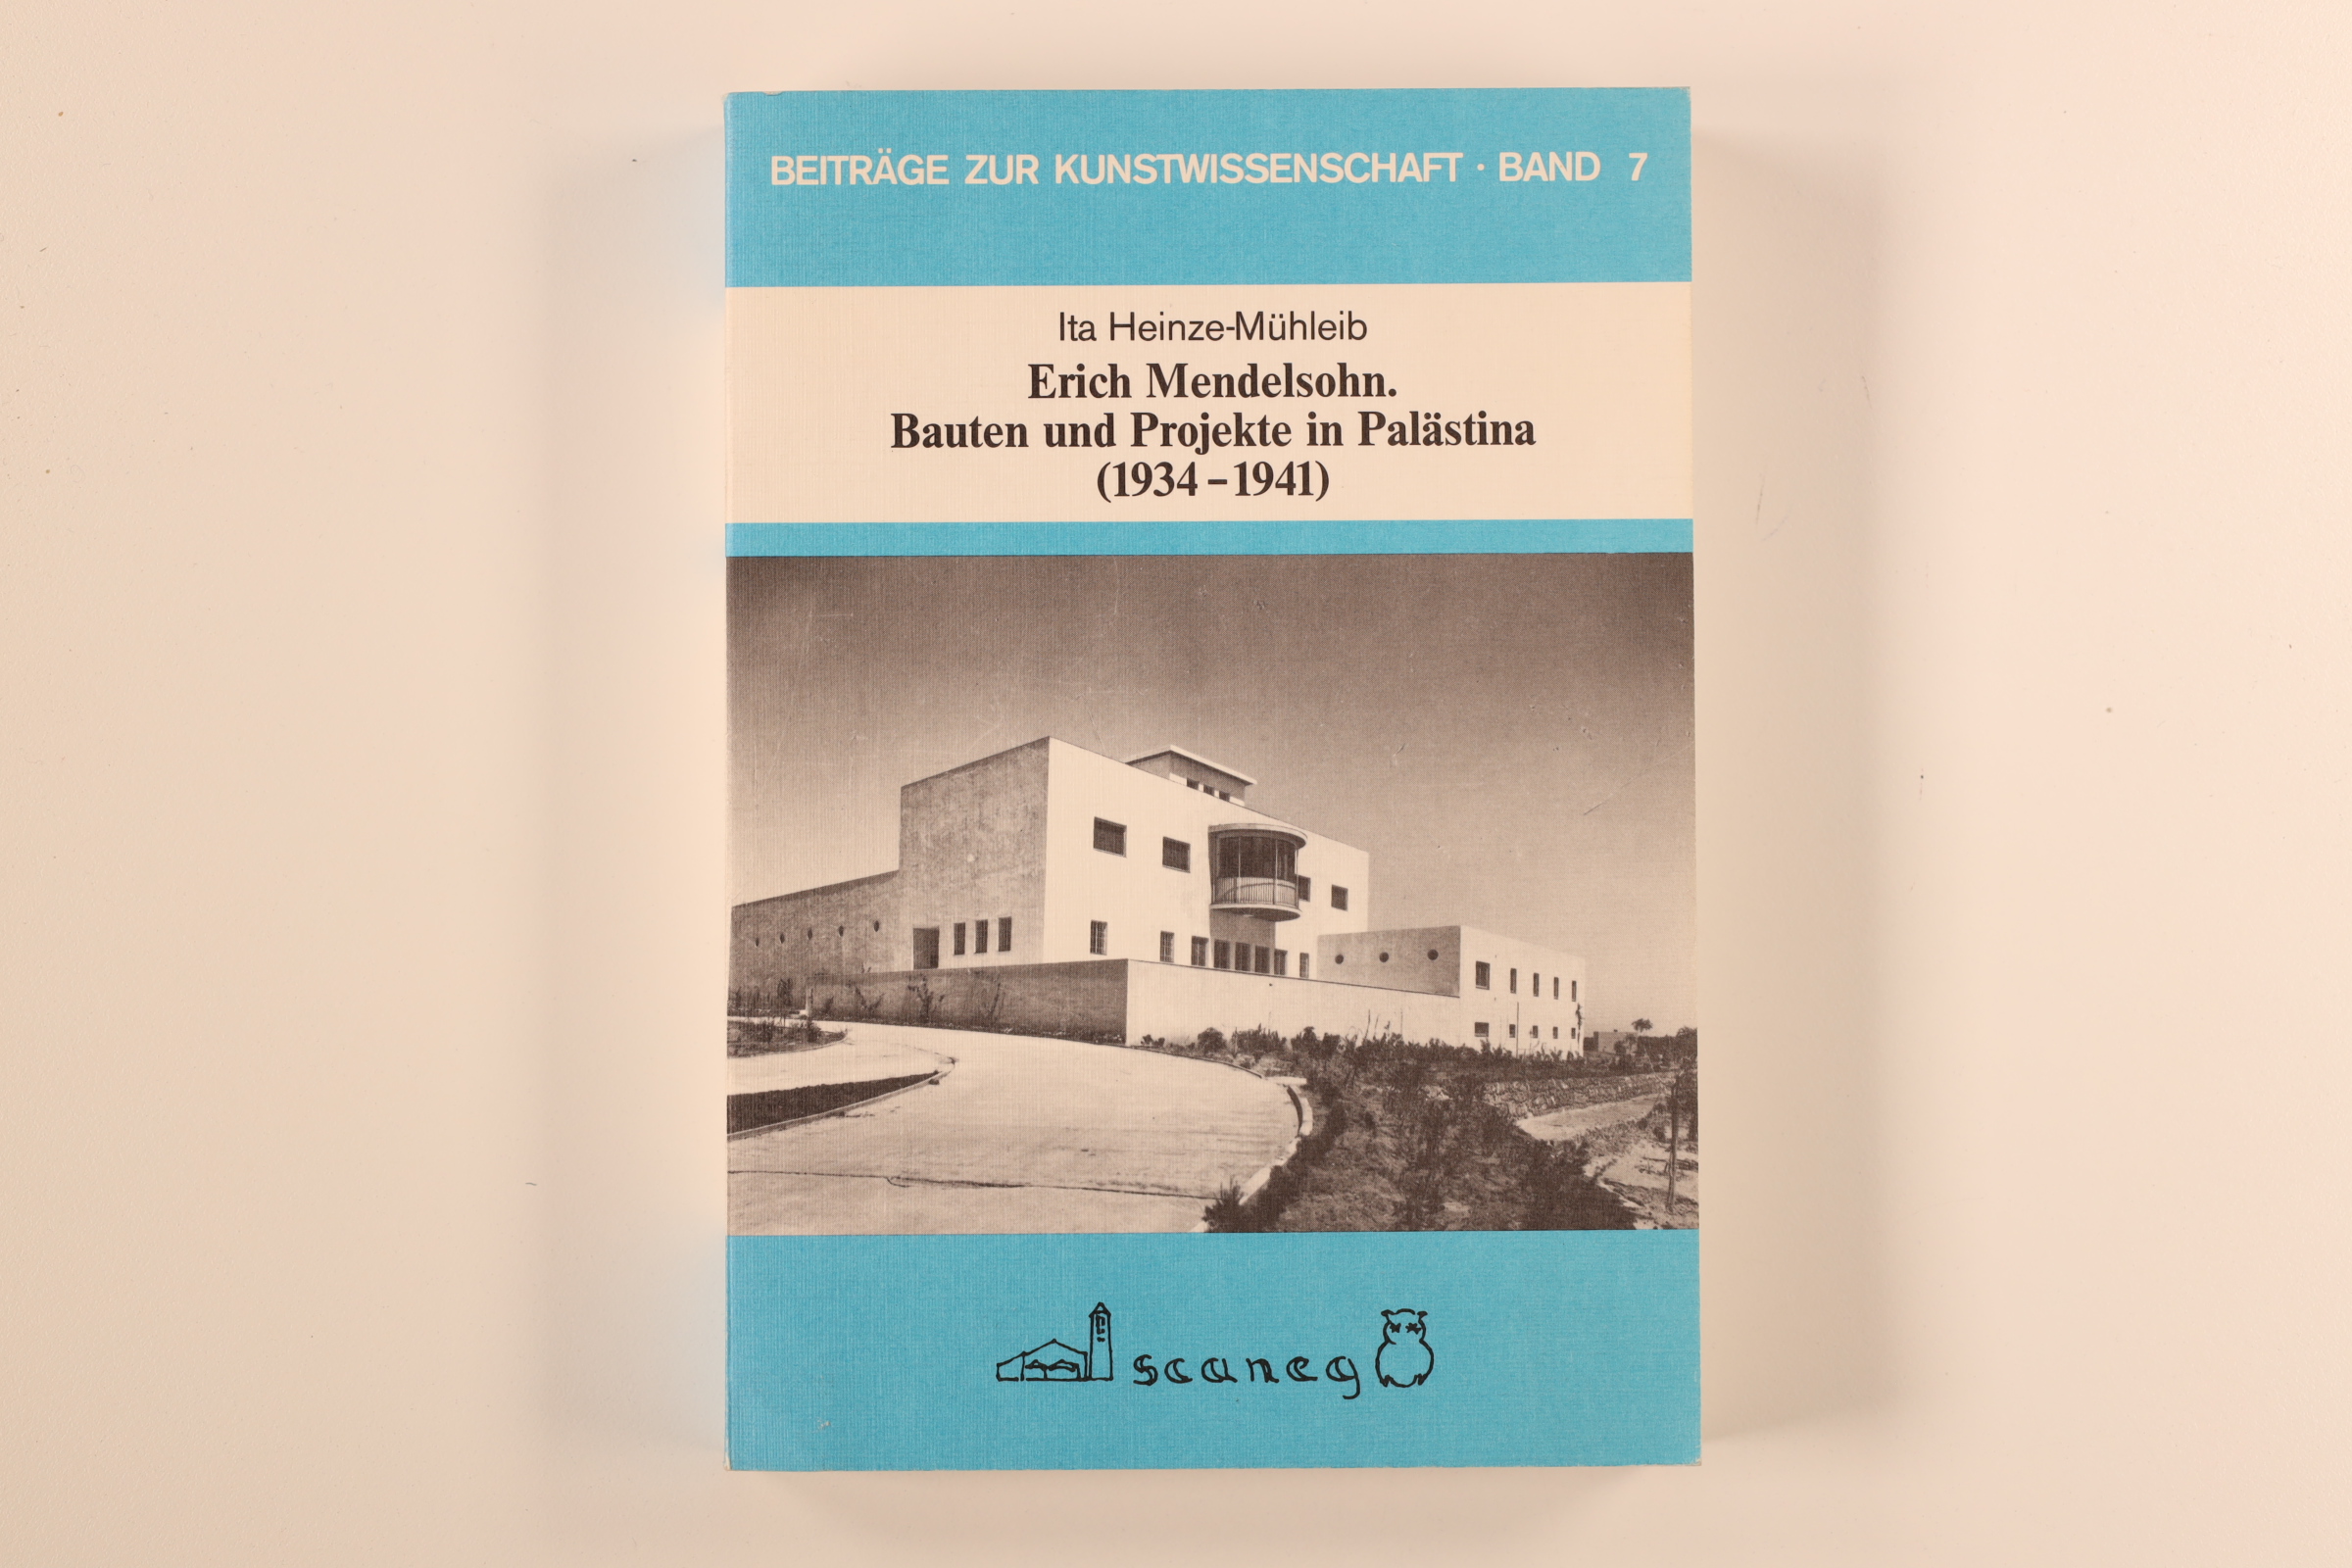 BEITRÄGE ZUR KUNSTWISSENSCHAFT · BAND 7
Ita Heinze-Mühleib
Erich Mendelsohn.
Bauten und Projekte in Palästina
(1934–1941)
scaneg